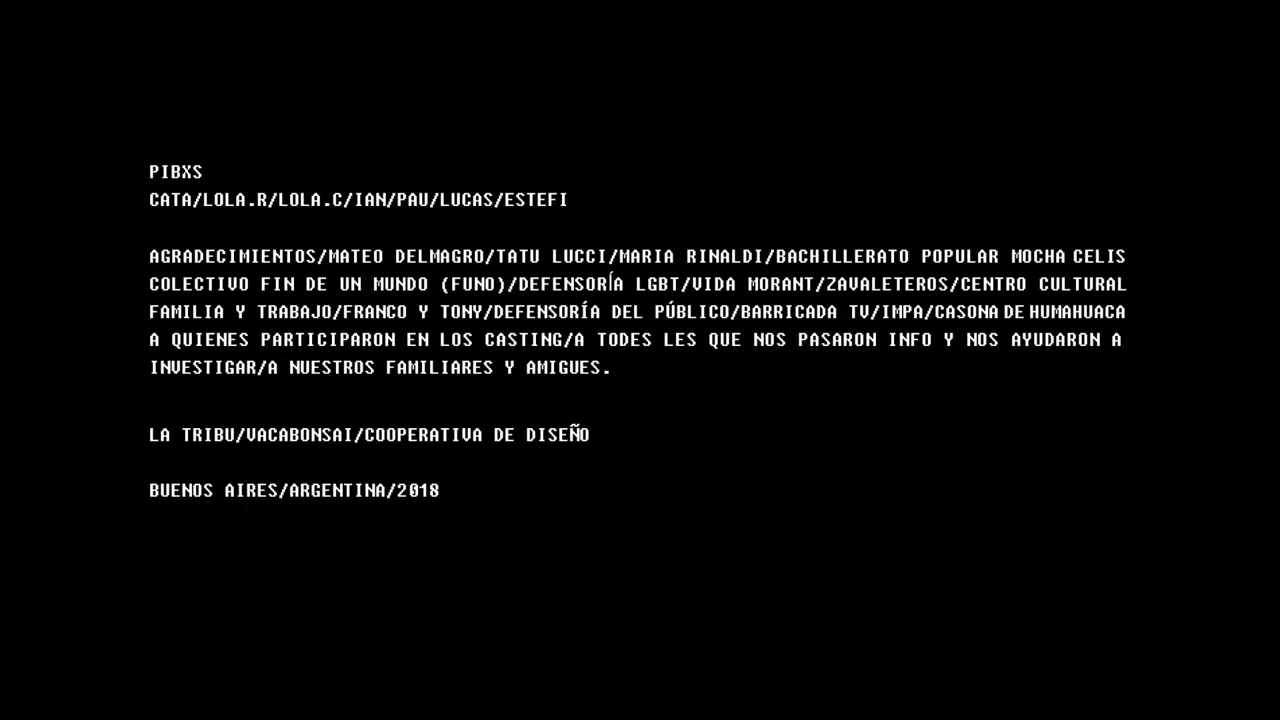 PIBXS
CATA/LOLA.R/LOLA.C/IAN/PAU/LUCAS/ESTEFI
AGRADECIMIENTOS/MATEO DELMAGRO/TATU LUCCI/MARIA RINALDI/BACHILLERATO POPULAR MOCHA CELIS
COLECTIVO FIN DE UN MUNDO (FUNO)/DEFENSORÍA LGBT/VIDA MORANT/ZAVALETEROS/CENTRO CULTURAL
FAMILIA Y TRABAJO/FRANCO Y TONY/DEFENSORÍA DEL PÚBLICO/BARRICADA TV/IMPA/CASONA DE HUMAHUACA
A QUIENES PARTICIPARON EN LOS CASTING/A TODES LES QUE NOS PASARON INFO Y NOS AYUDARON A
INVESTIGAR/A NUESTROS FAMILIARES Y AMIGUES.
LA TRIBU/VACABONSAI/COOPERATIVA DE DISEÑO
BUENOS AIRES/ARGENTINA/2018